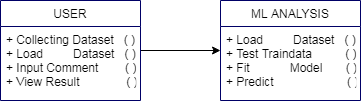 USER
+ Collecting Dataset ( )
+ Load Dataset ( )
+ Input Comment ( )
+ View Result ( )
ML ANALYSIS
+ Load Dataset ( )
+ Test Traindata ( )
+ Fit Model ( )
+ Predict ( )